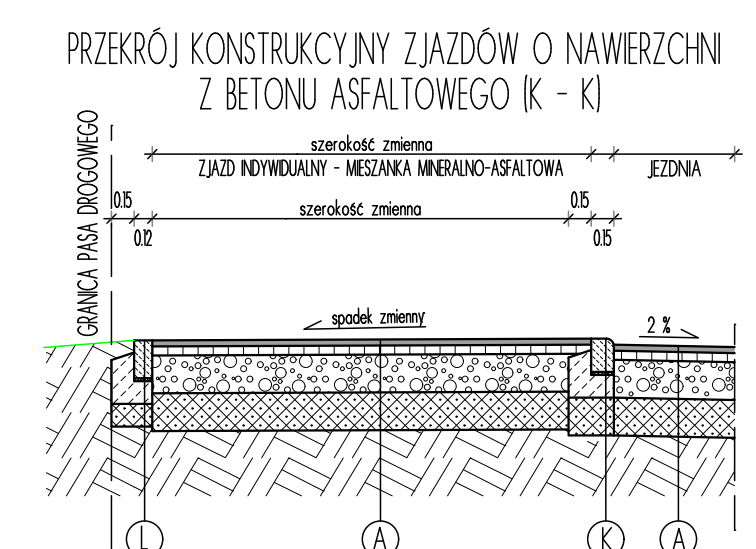 PRZEKRÓJ KONSTRUKCYJNY ZJAZDÓW O NAWIERZCHNI
Z BETONU ASFALTOWEGO (K - K)
GRANICA PASA DROGOWEGO
szerokość zmienna
ZJAZD INDYWIDUALNY - MIESZANKA MINERALNO-ASFALTOWA
JEZDNIA
0.15
szerokość zmienna
0.15
0.12
0.15
spadek zmienny
2 %
L
A
K
A